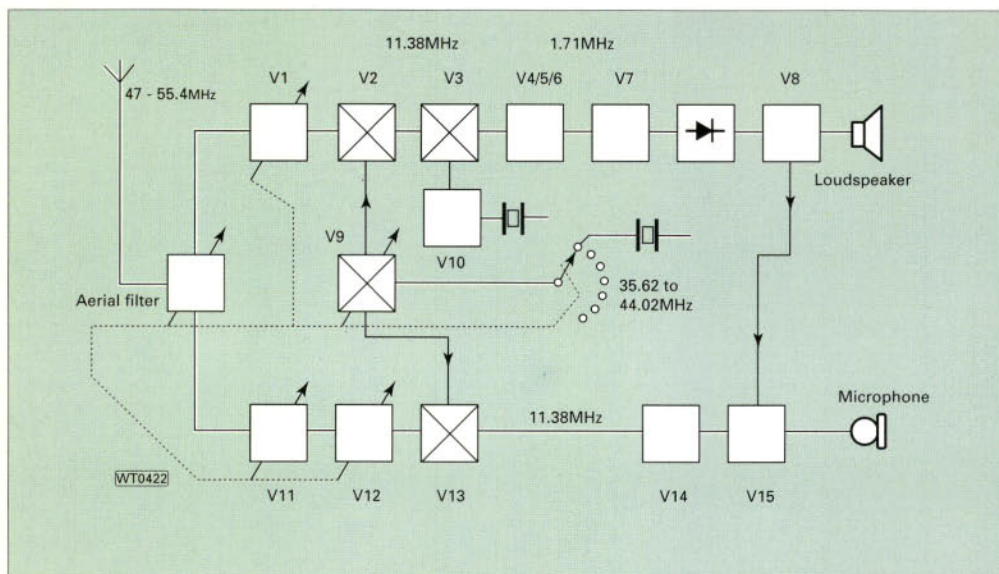 11.38MHz 1.71MHz
V1 V2 V3 V4/5/6 V7 V8
47 - 55.4MHz
Loudspeaker
V9
V10
Aerial filter
35.62 to
44.02MHz
Microphone
11.38MHz
WT0422
V11 V12 V13 V14 V15